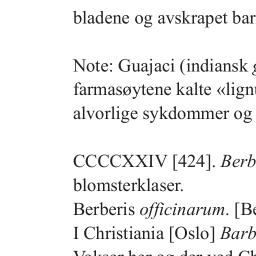 bladene og avskrapet bar
Note: Guajaci (indiansk
farmasøytene kalte «lign
alvorlige sykdommer og
CCCCXXIV [424]. Berb
blomsterklaser.
Berberis officinarum. [Be
I Christiania [Oslo] Barb